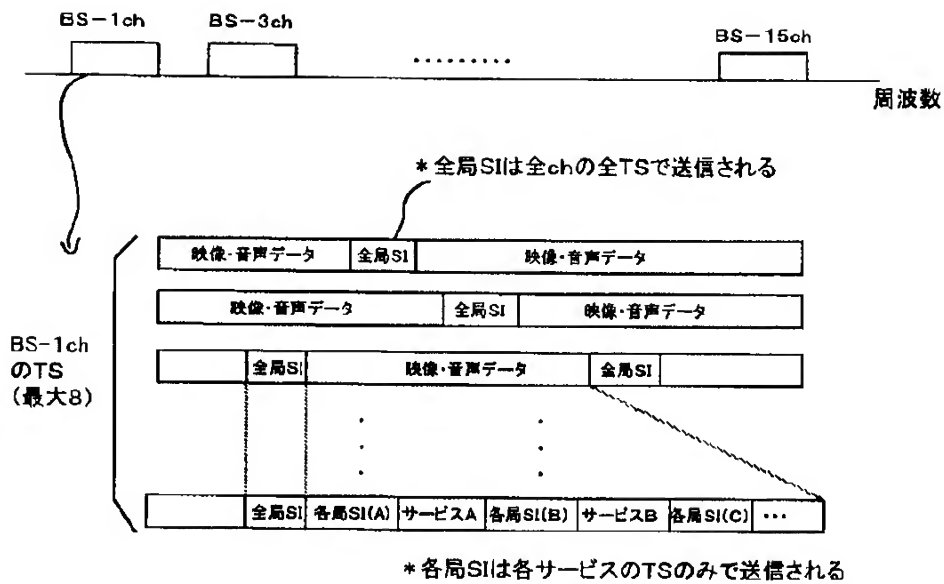 BS-1ch
BS-3ch
BS-15ch
・・・・・・・・・
周波数
*全局SIは全chの全TSで送信される
映像・音声データ 全局SI 映像・音声データ
映像・音声データ 全局SI 映像・音声データ
BS-1ch
のTS
(最大8)
全局SI 映像・音声データ 全局SI
全局SI 各局SI(A) サービスA 各局SI(B) サービスB 各局SI(C) …
*各局SIは各サービスのTSのみで送信される